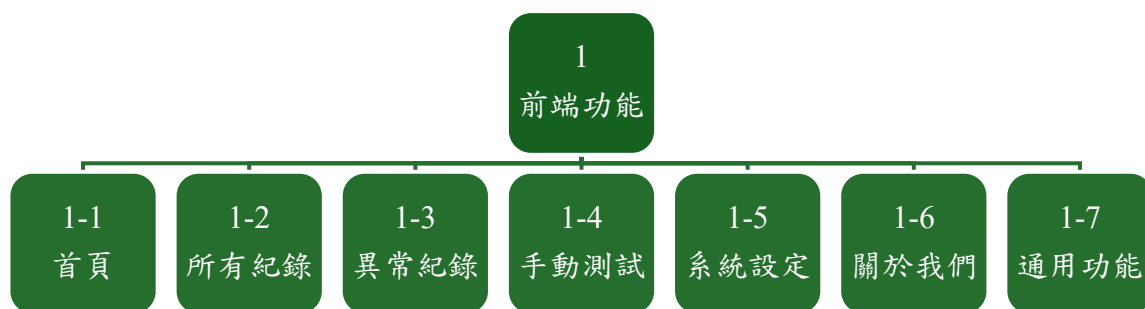 1
前端功能
1-1
首頁
1-2
所有紀錄
1-3
異常紀錄
1-4
手動測試
1-5
系統設定
1-6
關於我們
1-7
通用功能